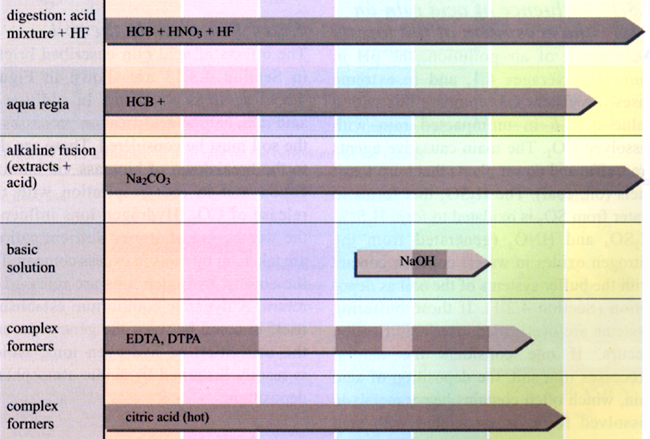 digestion: acid
mixture + HF
HCB + HNO₃ + HF
aqua regia
HCB +
alkaline fusion
(extracts +
acid)
Na₂CO₃
basic
solution
NaOH
complex
formers
EDTA, DTPA
complex
formers
citric acid (hot)